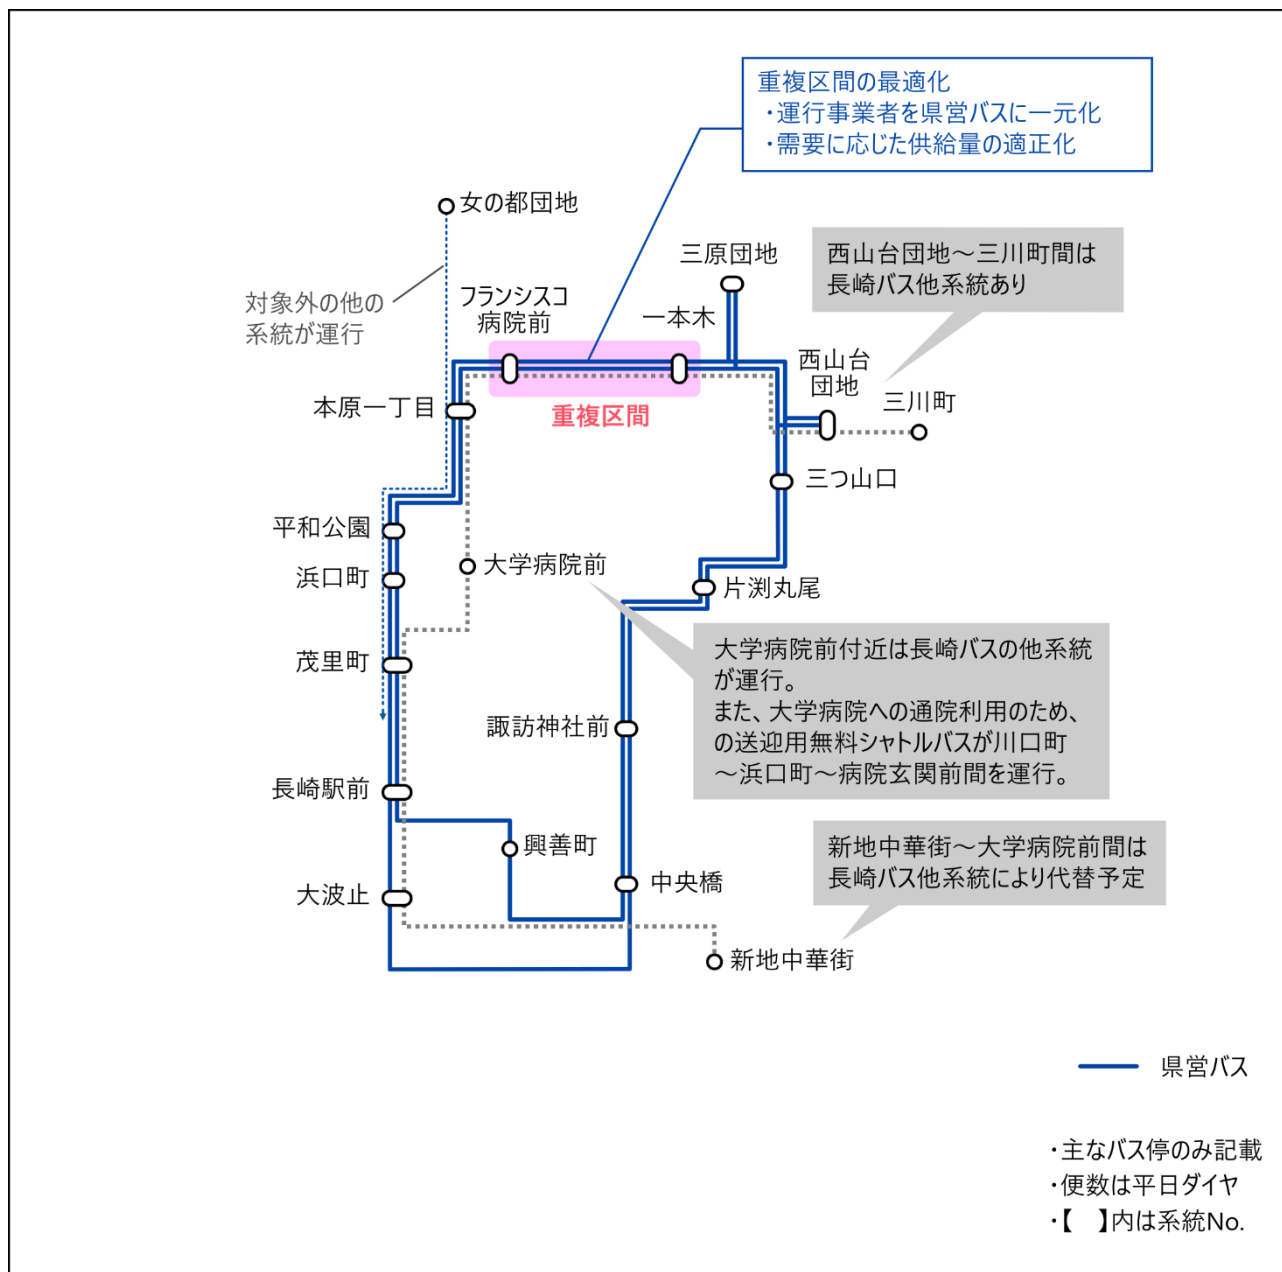 重複区間の最適化
・運行事業者を県営バスに一元化
・需要に応じた供給量の適正化
女の都団地
三原団地
西山台団地～三川町間は
長崎バス他系統あり
対象外の他の
系統が運行
フランシスコ
病院前
一本木
西山台
団地
三川町
本原一丁目
重複区間
三つ山口
平和公園
大学病院前
浜口町
片渕丸尾
大学病院前付近は長崎バスの他系統
が運行。
また、大学病院への通院利用のため、
の送迎用無料シャトルバスが川口町
～浜口町～病院玄関前間を運行。
茂里町
諏訪神社前
長崎駅前
興善町
新地中華街～大学病院前間は
長崎バス他系統により代替予定
大波止
中央橋
新地中華街
県営バス
・主なバス停のみ記載
・便数は平日ダイヤ
・【　】内は系統No.